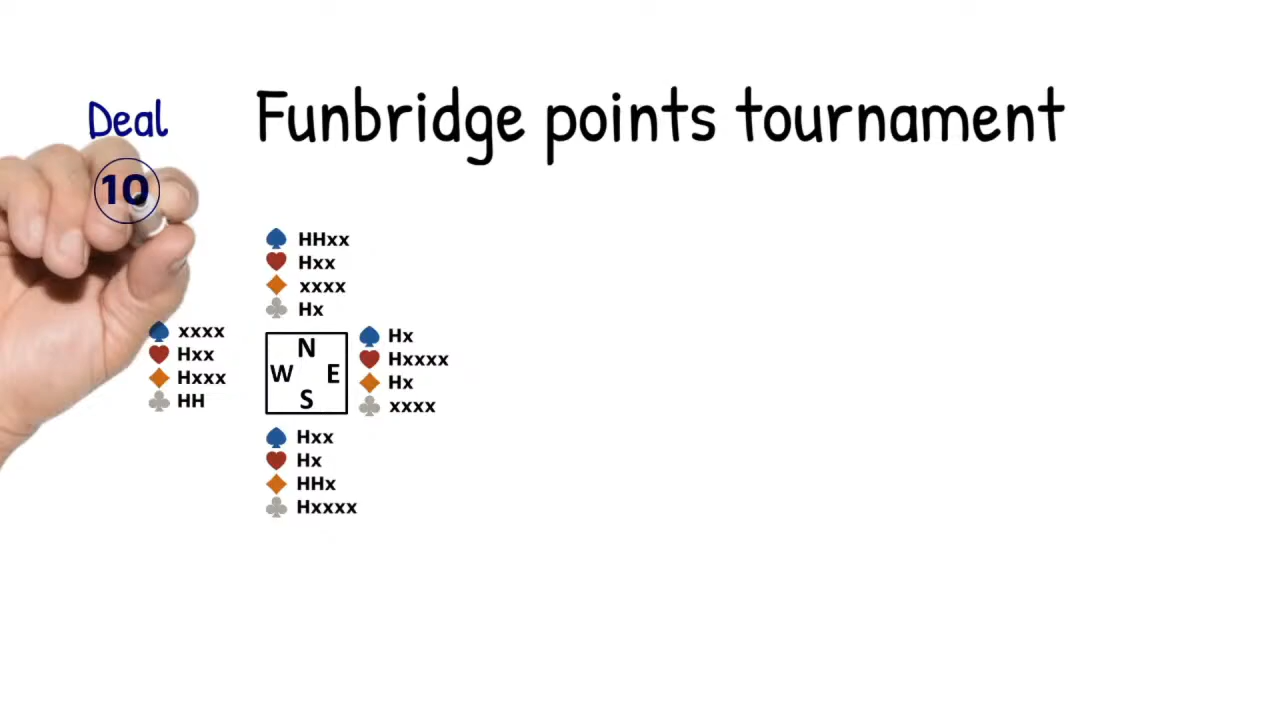 Deal
Funbridge points tournament
10
HHxx
Hxx
xxxx
Hx
xxxx
Hxx
Hxxx
HH
N
W E
S
Hx
Hxxxx
Hx
xxxx
Hxx
Hx
HHx
Hxxxx